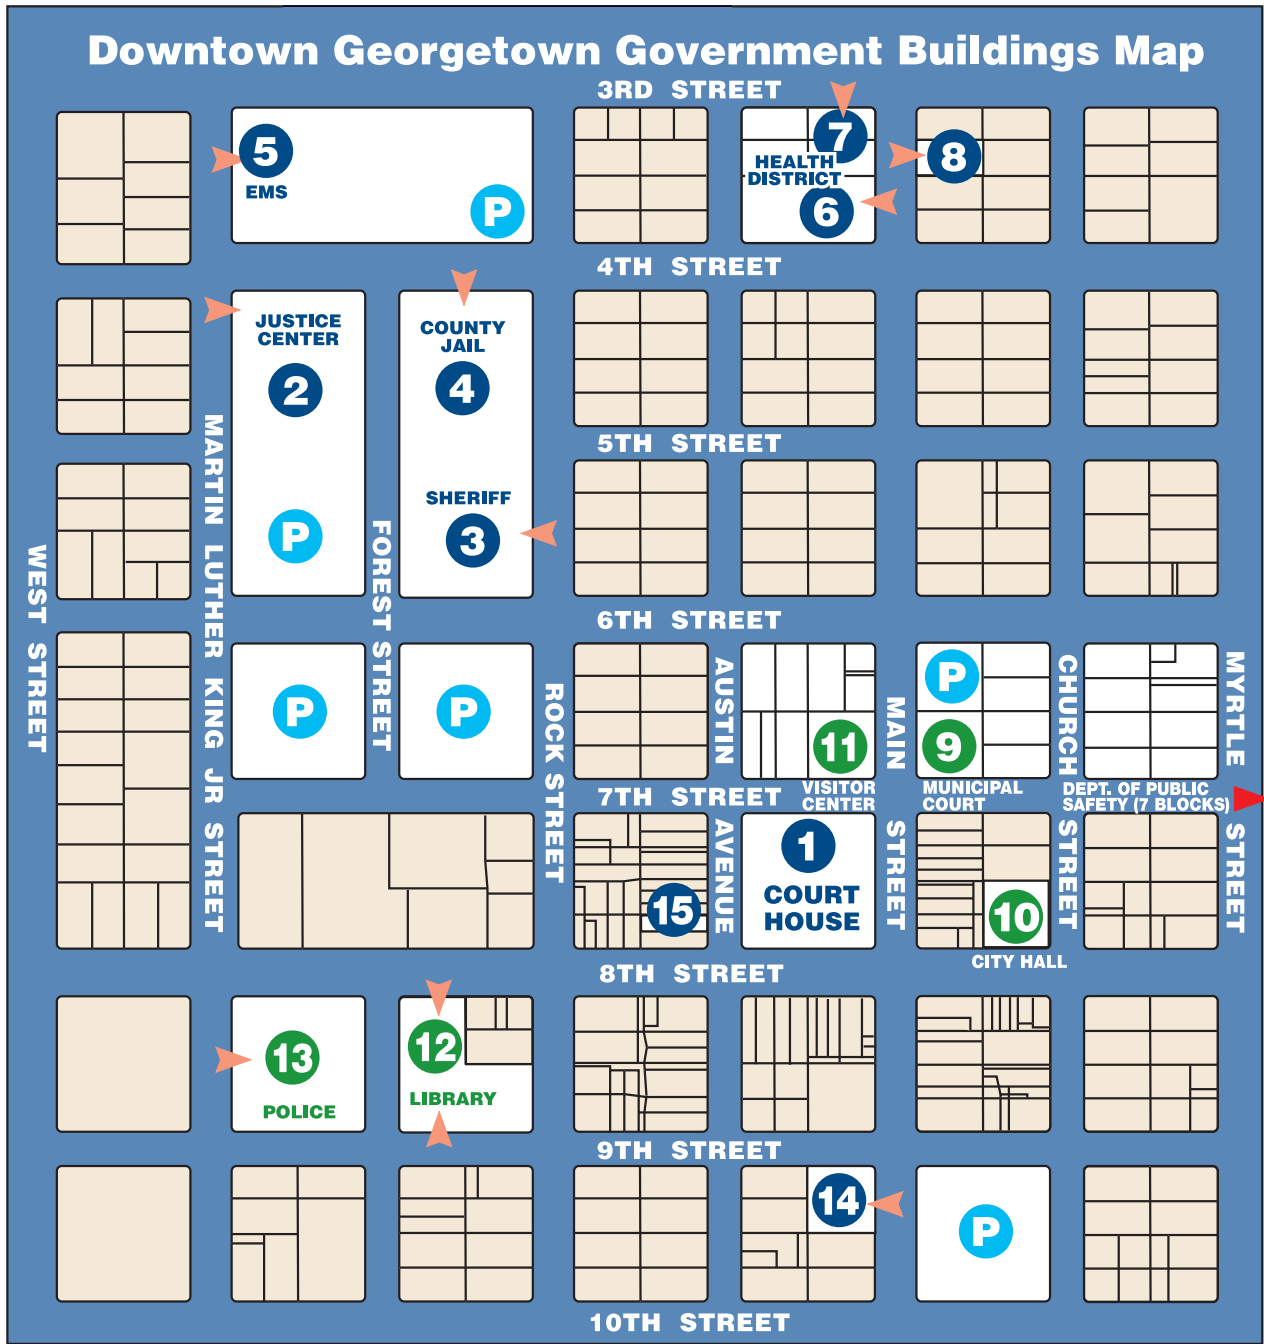 Downtown Georgetown Government Buildings Map
3RD STREET
5
EMS
P
7
HEALTH
DISTRICT
6
8
4TH STREET
JUSTICE
CENTER
2
P
COUNTY
JAIL
4
SHERIFF
3
5TH STREET
WEST STREET
MARTIN LUTHER KING JR STREET
FOREST STREET
6TH STREET
P
P
ROCK STREET
AUSTIN
AVENUE
11
VISITOR
CENTER
MAIN
STREET
P
9
MUNICIPAL
COURT
CHURCH
STREET
DEPT. OF PUBLIC
SAFETY (7 BLOCKS)
MYRTLE
STREET
7TH STREET
15
1
COURT
HOUSE
10
CITY HALL
8TH STREET
13
POLICE
12
LIBRARY
9TH STREET
14
P
10TH STREET